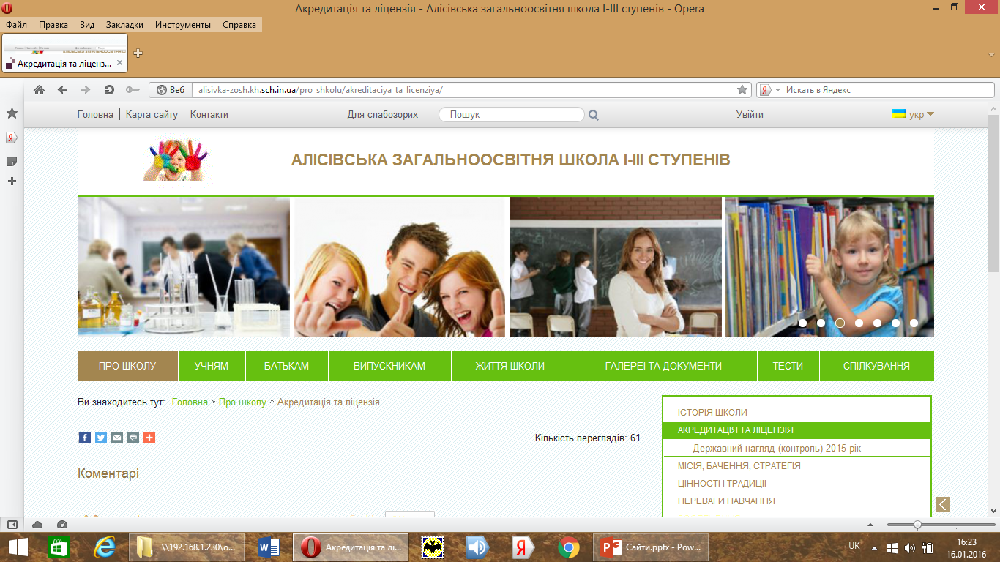 Акредитація та ліцензія - Алісівська загальноосвітня школа І-ІІІ ступенів - Opera
Файл Правка Вид Закладки Инструменты Справка
Акредитація та ліценз...
Веб alisivka-zosh.kh.sch.in.ua/pro_shkolu/akreditaciya_ta_licenziya/ Искать в Яндекс
Головна Карта сайту Контакти Для слабозорих Пошук Увійти укр
АЛІСІВСЬКА ЗАГАЛЬНООСВІТНЯ ШКОЛА І-ІІІ СТУПЕНІВ
ПРО ШКОЛУ УЧНЯМ БАТЬКАМ ВИПУСКНИКАМ ЖИТТЯ ШКОЛИ ГАЛЕРЕЇ ТА ДОКУМЕНТИ ТЕСТИ СПІЛКУВАННЯ
Ви знаходитесь тут: Головна » Про школу » Акредитація та ліцензія
Кількість переглядів: 61
Коментарі
ІСТОРІЯ ШКОЛИ
АКРЕДИТАЦІЯ ТА ЛІЦЕНЗІЯ
Державний нагляд (контроль) 2015 рік
МІСІЯ, БАЧЕННЯ, СТРАТЕГІЯ
ЦІННОСТІ І ТРАДИЦІЇ
ПЕРЕВАГИ НАВЧАННЯ
\\192.168.1.230\o... Акредитація та лі... Сайти.pptx - Pow... UK 16:23
16.01.2016